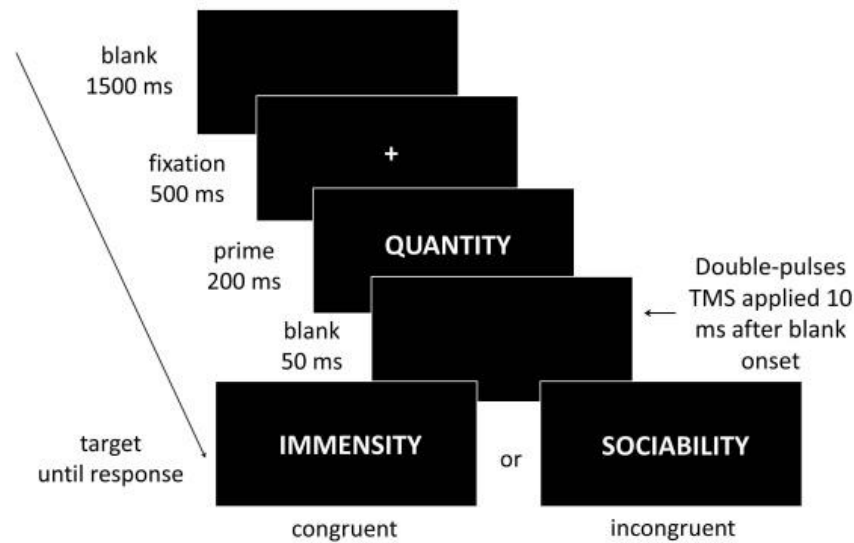 blank
1500 ms
fixation
500 ms
+
prime
200 ms
QUANTITY
blank
50 ms
Double-pulses
TMS applied 10
ms after blank
onset
target
until response
IMMENSITY
or
SOCIABILITY
congruent
incongruent